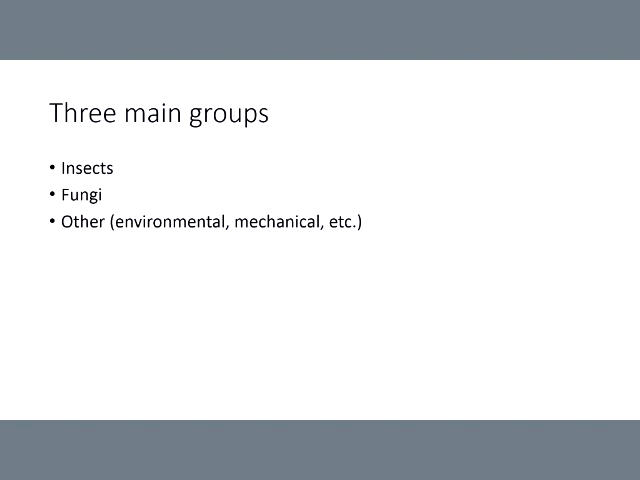 Three main groups
• Insects
• Fungi
• Other (environmental, mechanical, etc.)